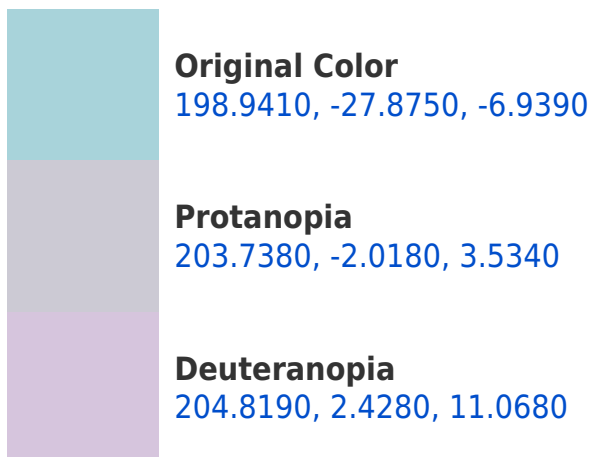 Original Color
198.9410, -27.8750, -6.9390
Protanopia
203.7380, -2.0180, 3.5340
Deuteranopia
204.8190, 2.4280, 11.0680